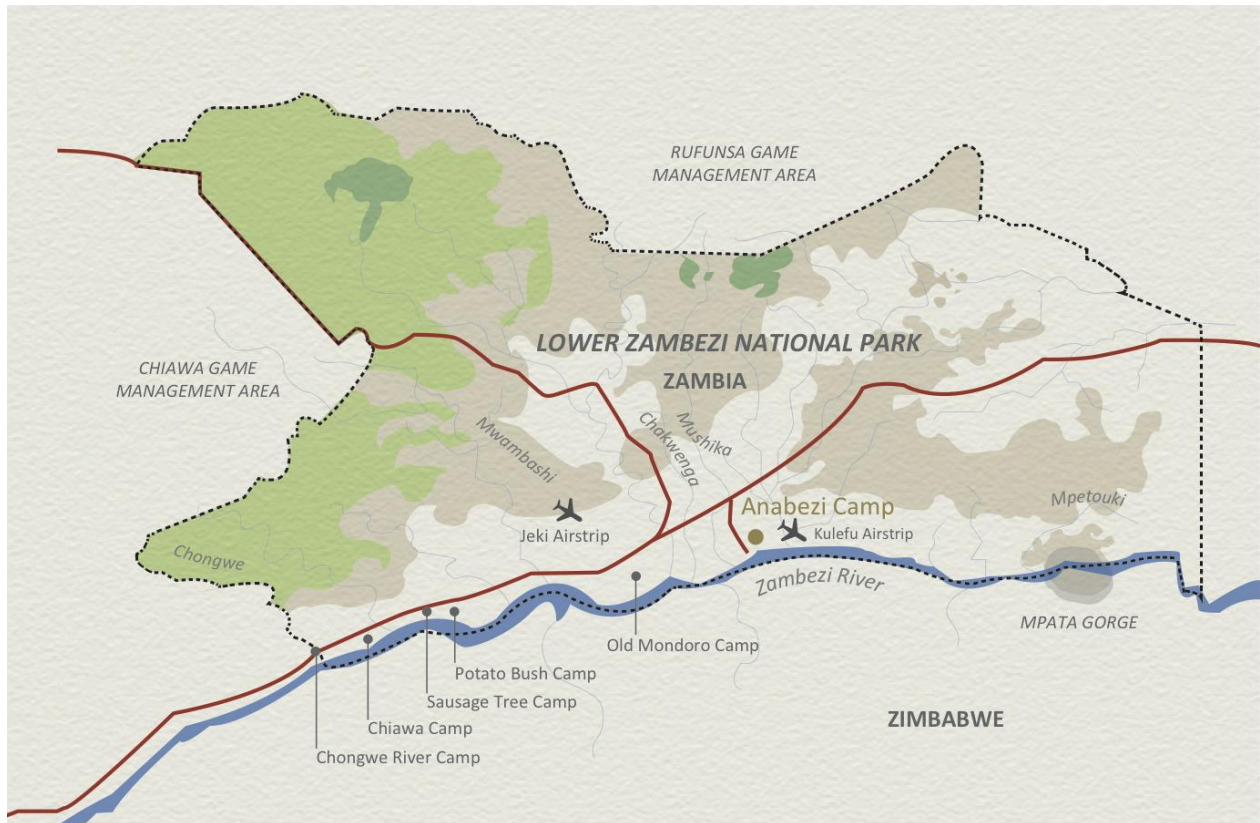 RUFUNSA GAME
MANAGEMENT AREA
LOWER ZAMBEZI NATIONAL PARK
ZAMBIA
CHIAWA GAME
MANAGEMENT AREA
Mwambashi
Chakwenga
Mushika
Anabezi Camp
Mpetouki
Jeki Airstrip
Kulefu Airstrip
Chongwe
Zambezi River
MPATA GORGE
Old Mondoro Camp
Potato Bush Camp
Sausage Tree Camp
Chiawa Camp
Chongwe River Camp
ZIMBABWE